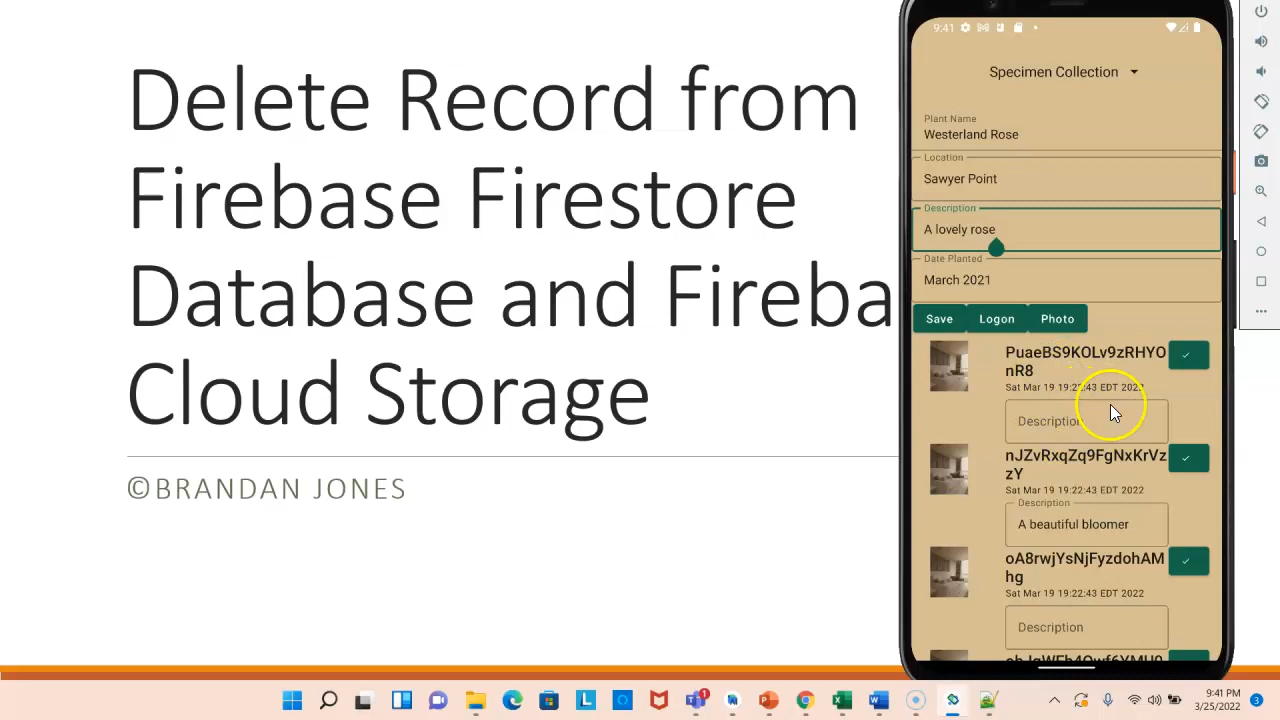 Delete Record from
Firebase Firestore
Database and Fireba
Cloud Storage
©BRANDAN JONES
9:41
Specimen Collection
Plant Name
Westerland Rose
Location
Sawyer Point
Description
A lovely rose
Date Planted
March 2021
Save Logon Photo
PuaeBS9KOLv9zRHYO
nR8
Sat Mar 19 19:22:43 EDT 2022
Description
nJZvRxqZq9FgNxKrVz
zY
Sat Mar 19 19:22:43 EDT 2022
Description
A beautiful bloomer
oA8rwjYsNjFyzdohAM
hg
Sat Mar 19 19:22:43 EDT 2022
Description
9:41 PM
3/25/2022